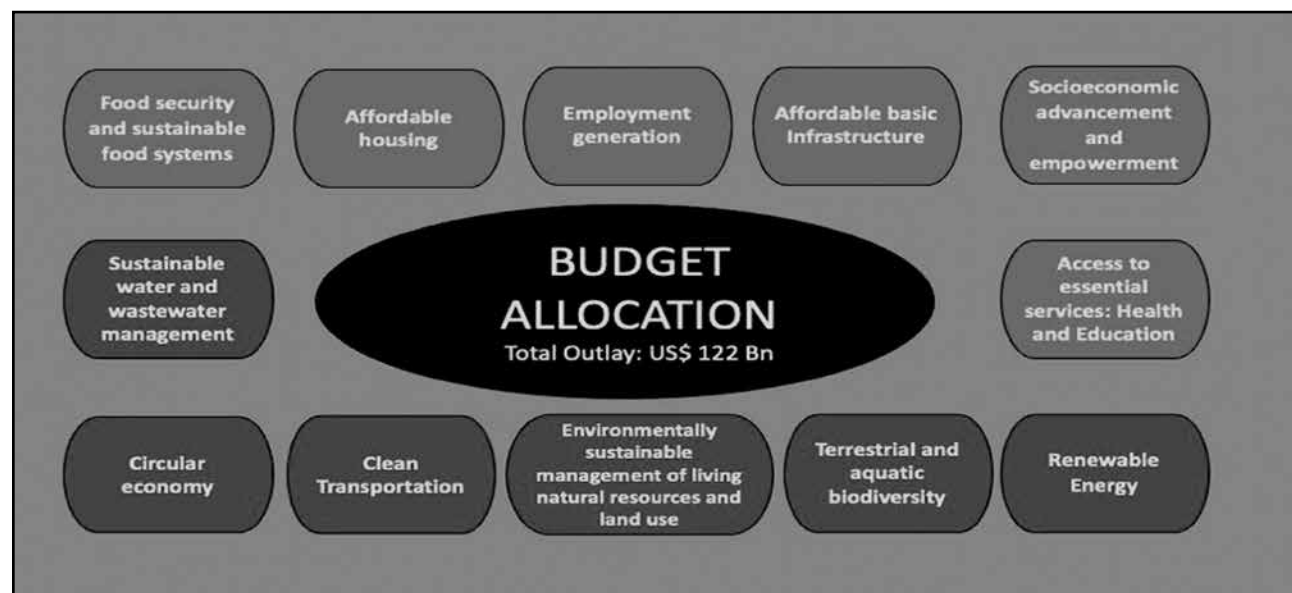 Food security
and sustainable
food systems
Affordable
housing
Employment
generation
Affordable basic
Infrastructure
Socioeconomic
advancement
and
empowerment
Sustainable
water and
wastewater
management
BUDGET
ALLOCATION
Total Outlay: US$ 122 Bn
Access to
essential
services: Health
and Education
Circular
economy
Clean
Transportation
Environmentally
sustainable
management of living
natural resources and
land use
Terrestrial and
aquatic
biodiversity
Renewable
Energy